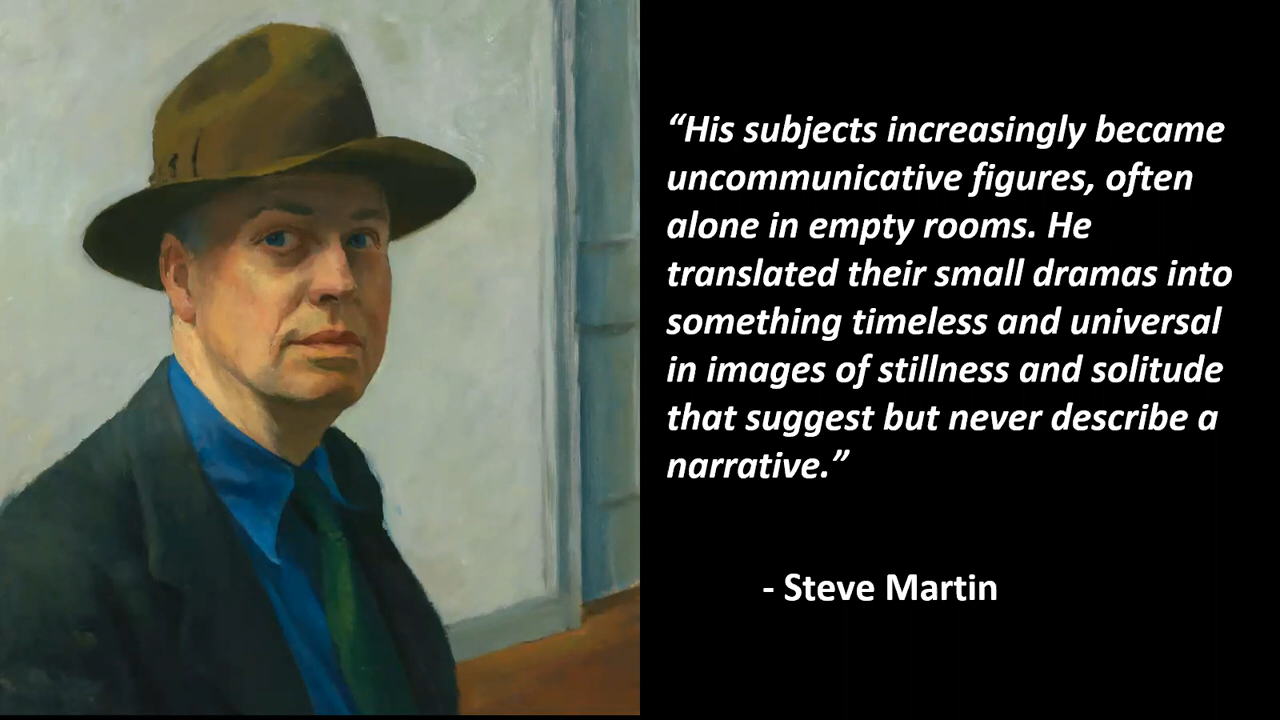 “His subjects increasingly became
uncommunicative figures, often
alone in empty rooms. He
translated their small dramas into
something timeless and universal
in images of stillness and solitude
that suggest but never describe a
narrative.”
- Steve Martin